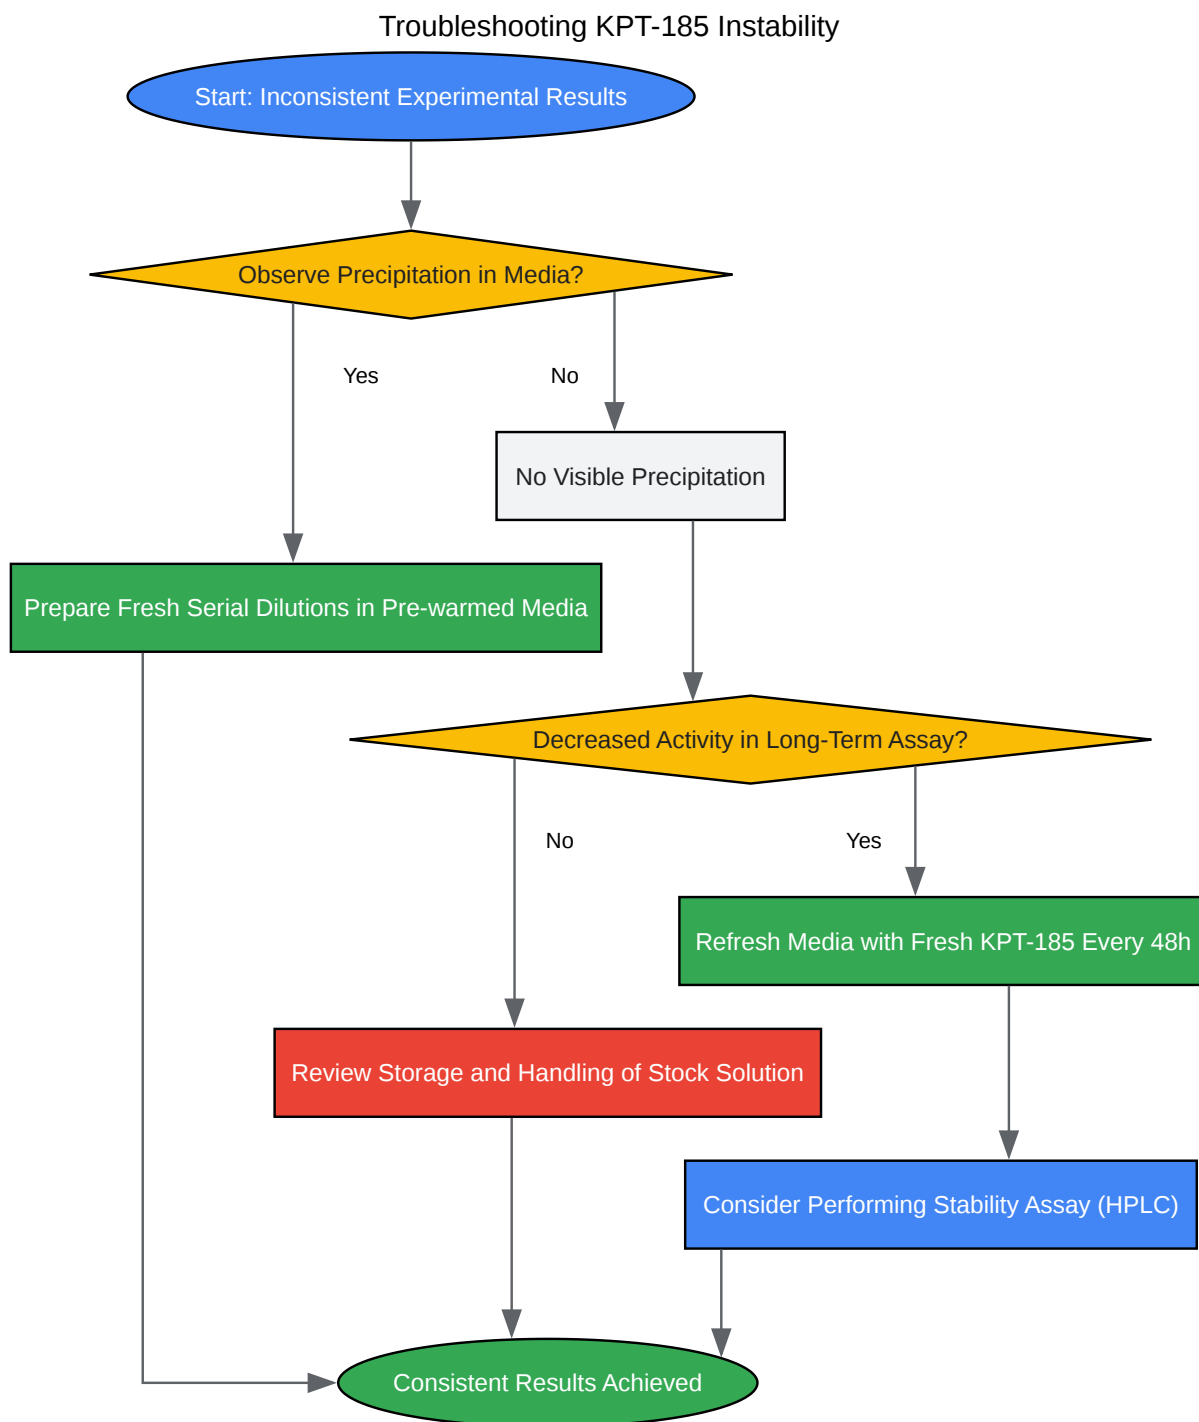 Troubleshooting KPT-185 Instability
Start: Inconsistent Experimental Results
Observe Precipitation in Media?
Yes
No
No Visible Precipitation
Prepare Fresh Serial Dilutions in Pre-warmed Media
Decreased Activity in Long-Term Assay?
No
Yes
Refresh Media with Fresh KPT-185 Every 48h
Review Storage and Handling of Stock Solution
Consider Performing Stability Assay (HPLC)
Consistent Results Achieved